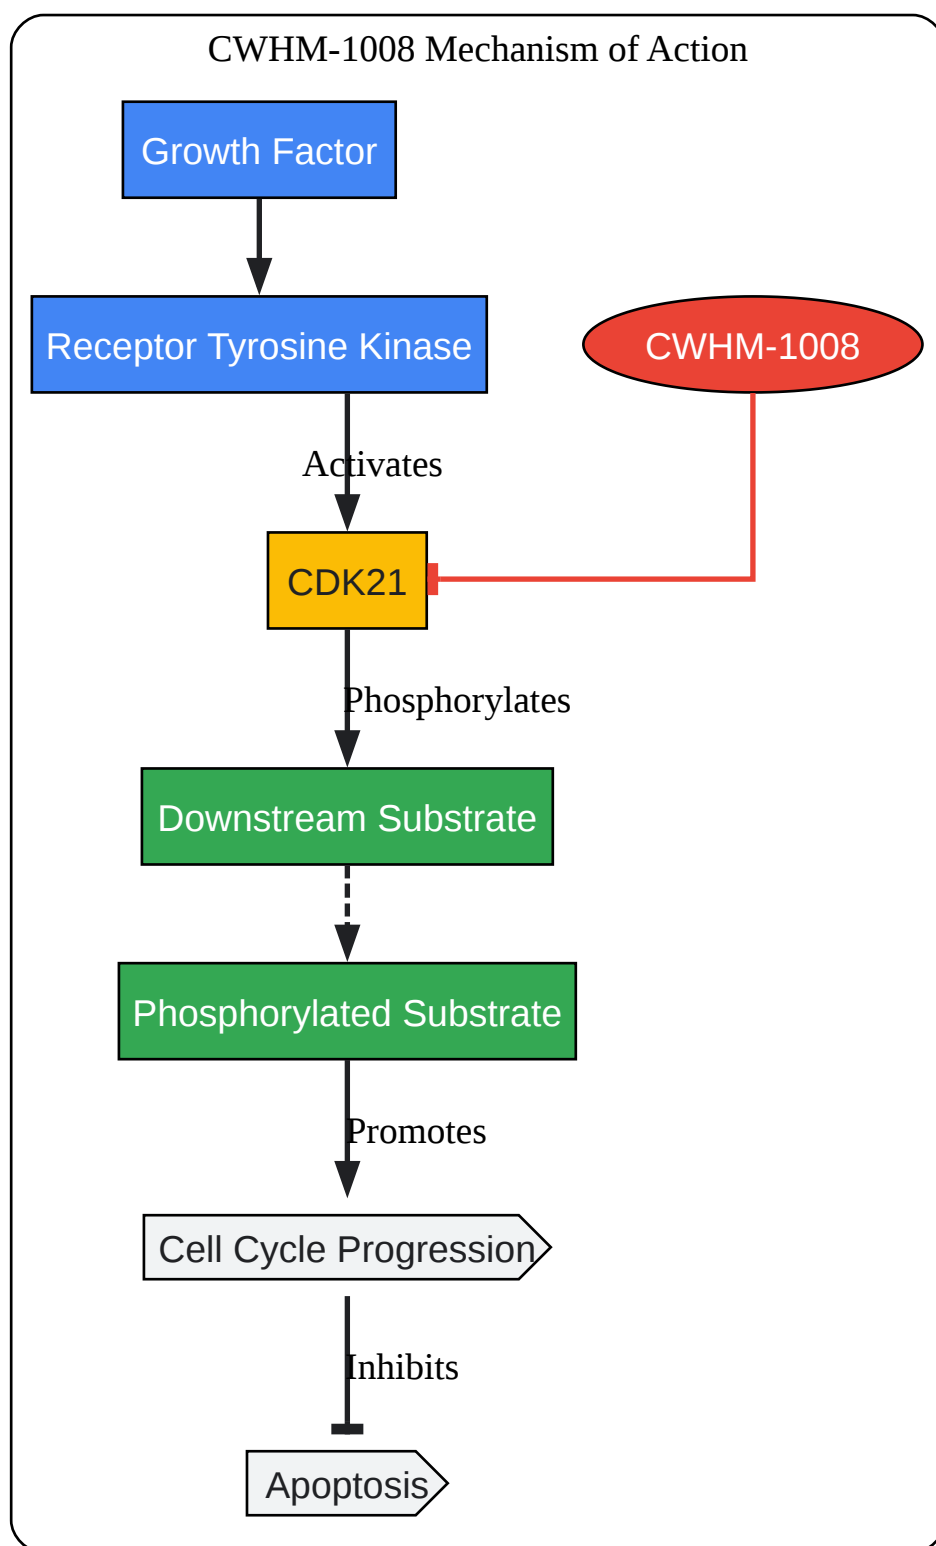 CWHM-1008 Mechanism of Action
Growth Factor
Receptor Tyrosine Kinase
CWHM-1008
Activates
CDK21
Phosphorylates
Downstream Substrate
Phosphorylated Substrate
Promotes
Cell Cycle Progression
Inhibits
Apoptosis